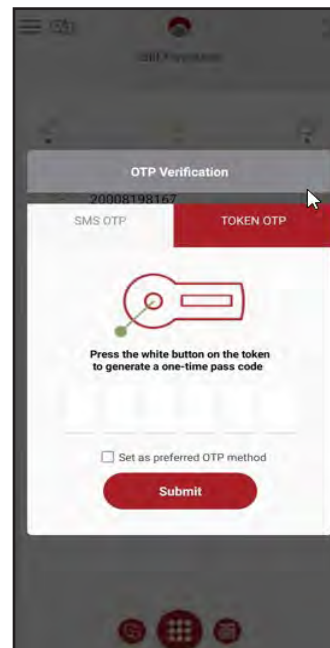 OTP Verification
20008198167
SMS OTP
TOKEN OTP
Press the white button on the token
to generate a one-time pass code
Set as preferred OTP method
Submit